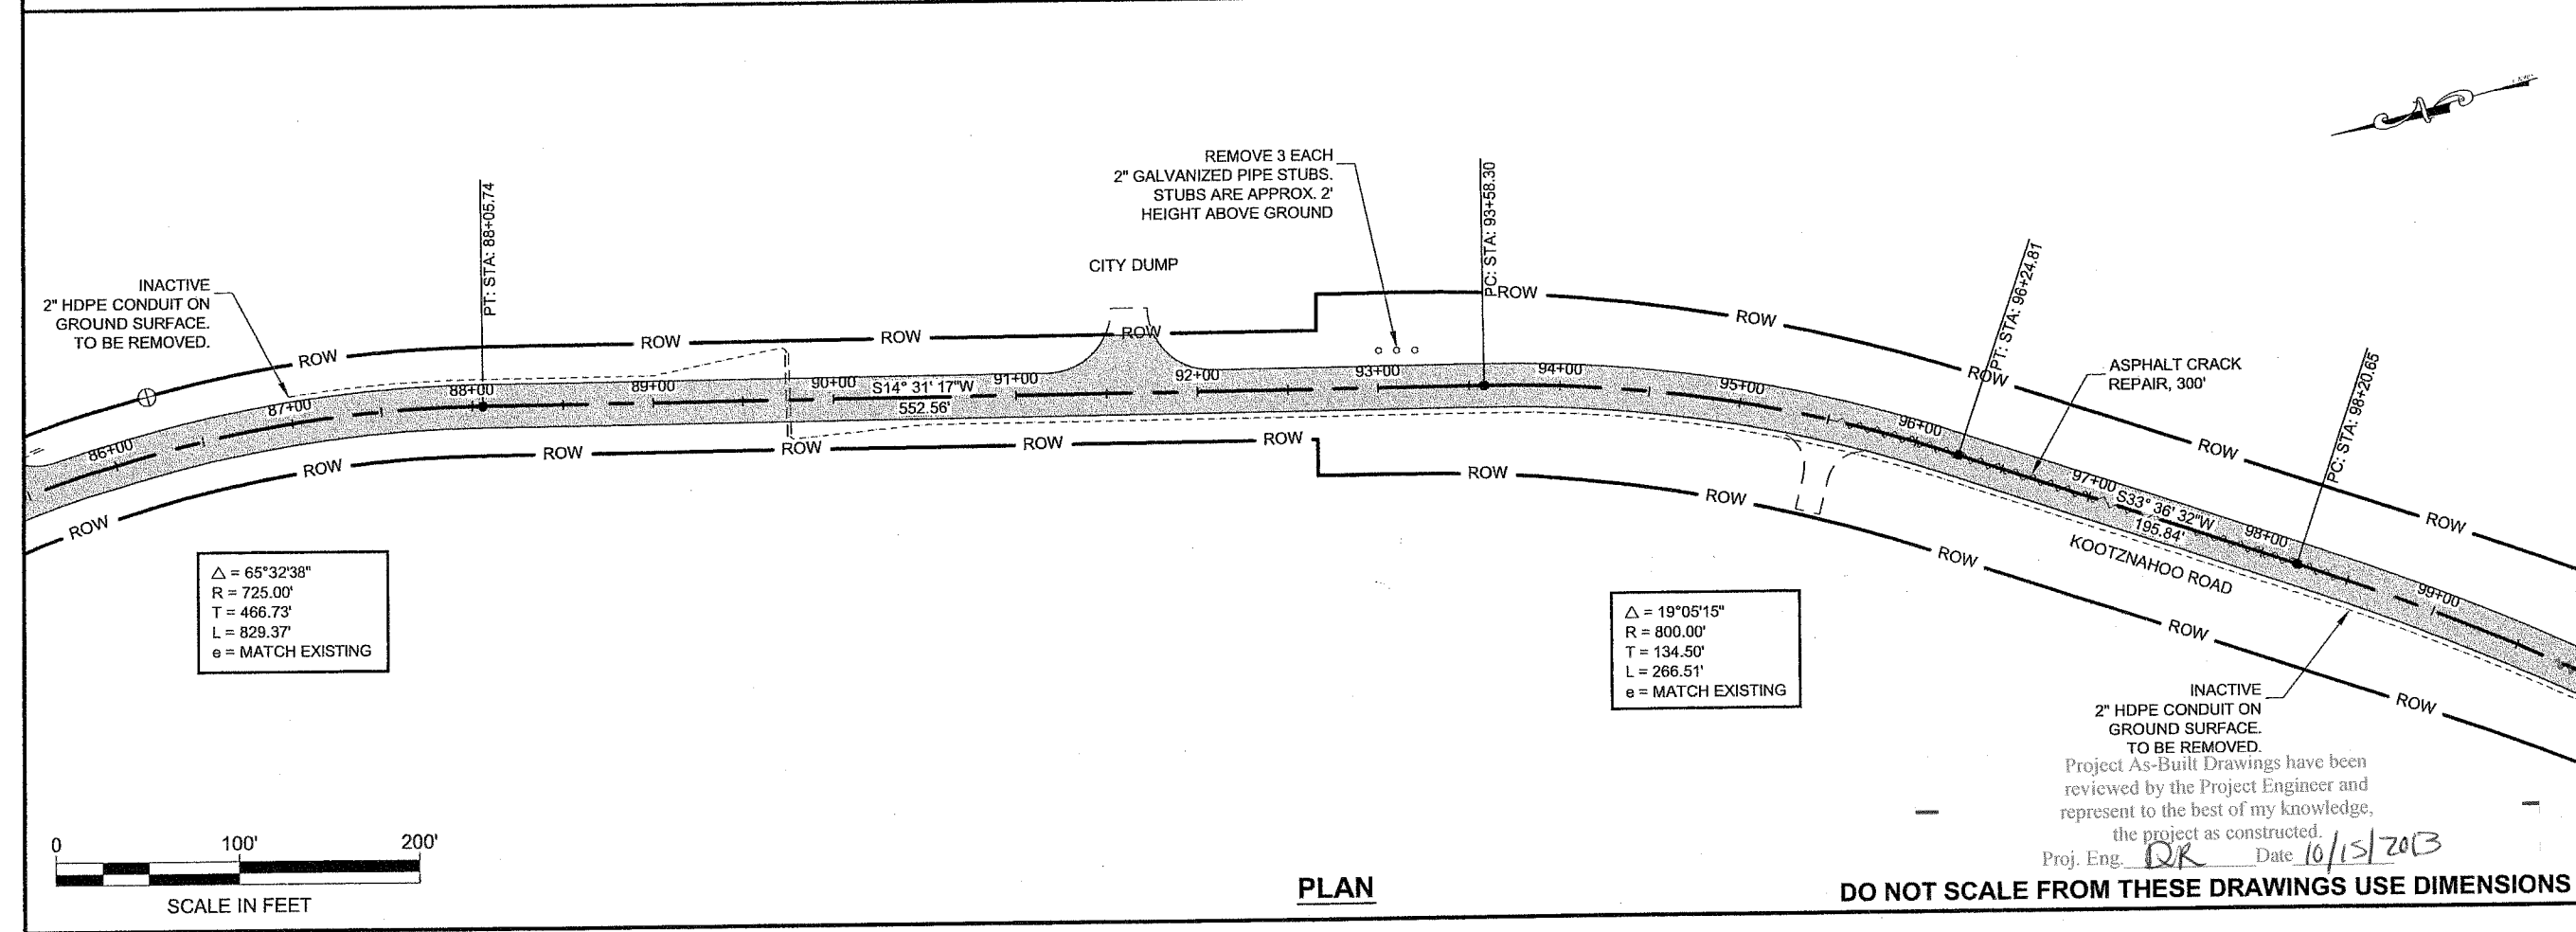 REMOVE 3 EACH
2" GALVANIZED PIPE STUBS.
STUBS ARE APPROX. 2'
HEIGHT ABOVE GROUND
CITY DUMP
INACTIVE
2" HDPE CONDUIT ON
GROUND SURFACE.
TO BE REMOVED.
PT: STA: 88+05.74
PC: STA: 93+58.30
PT: STA: 96+24.81
PC: STA: 98+20.65
ASPHALT CRACK
REPAIR, 300'
ROW
ROW
ROW
ROW
ROW
ROW
ROW
ROW
ROW
ROW
86+00
87+00
88+00
89+00
90+00
S14° 31' 17"W
552.56'
91+00
92+00
93+00
94+00
95+00
96+00
97+00
S33° 36' 32"W
195.84'
98+00
99+00
KOOTZNAHOO ROAD
ROW
ROW
ROW
ROW
ROW
ROW
ROW
ROW
ROW
ROW
ROW
△ = 65°32'38"
R = 725.00'
T = 466.73'
L = 829.37'
e = MATCH EXISTING
△ = 19°05'15"
R = 800.00'
T = 134.50'
L = 266.51'
e = MATCH EXISTING
INACTIVE
2" HDPE CONDUIT ON
GROUND SURFACE.
TO BE REMOVED.
Project As-Built Drawings have been
reviewed by the Project Engineer and
represent to the best of my knowledge,
the project as constructed.
Proj. Eng. DR Date 10/15/2013
0 100' 200'
SCALE IN FEET
PLAN
DO NOT SCALE FROM THESE DRAWINGS USE DIMENSIONS